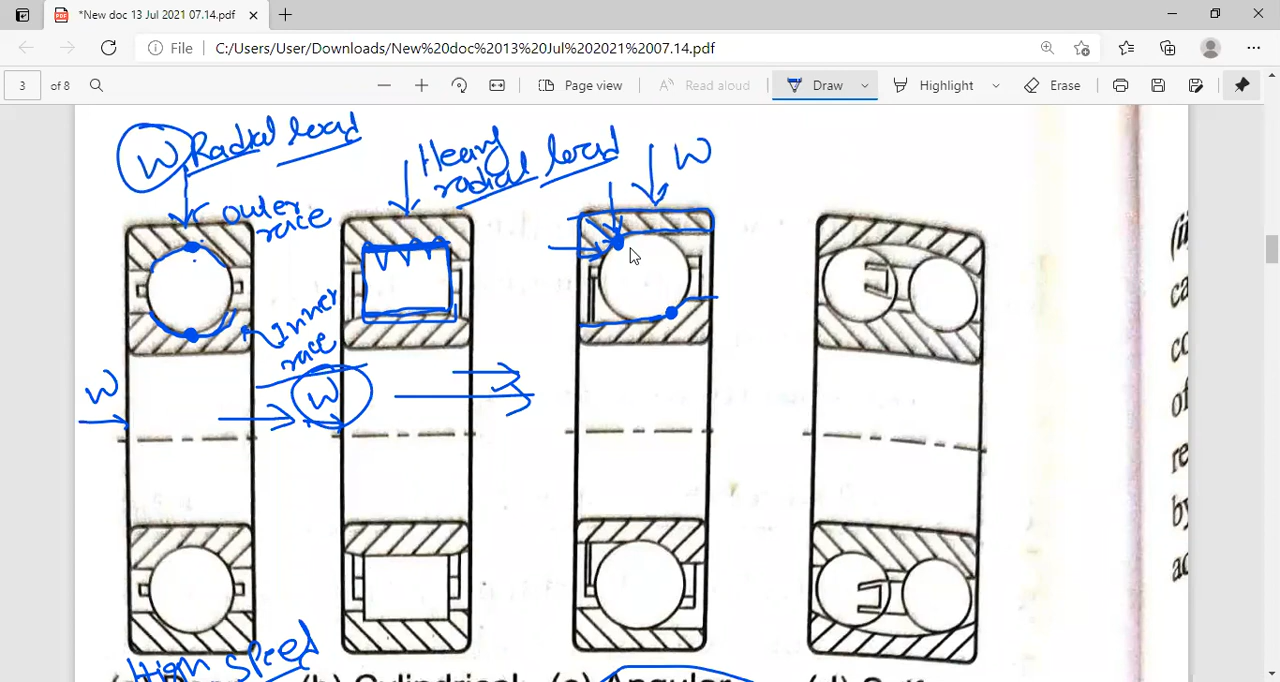 *New doc 13 Jul 2021 07.14.pdf
File C:/Users/User/Downloads/New%20doc%2013%20Jul%202021%2007.14.pdf
3 of 8 Page view Read aloud Draw Highlight Erase
W Radial load
Heavy radial load
W
outer race
Inner race
W
W
High Speed
(b) Cylindrical
(c) Angular
(d)